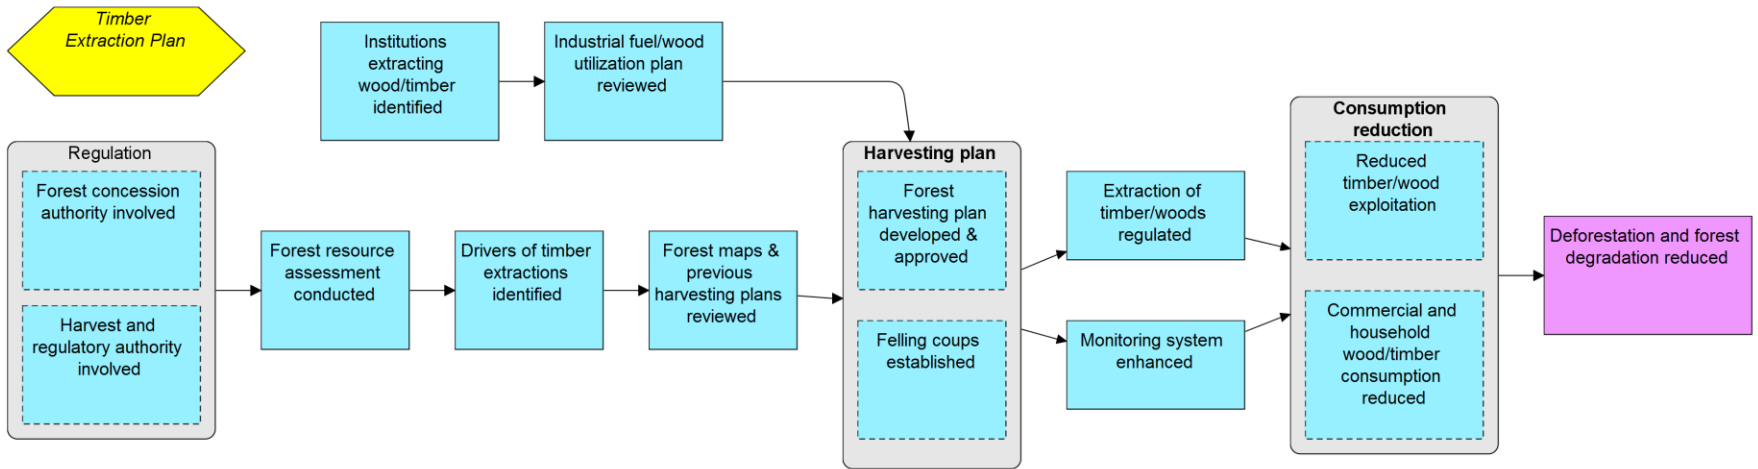 Timber
Extraction Plan
Institutions
extracting
wood/timber
identified
Industrial fuel/wood
utilization plan
reviewed
Regulation
Forest concession
authority involved
Harvest and
regulatory authority
involved
Forest resource
assessment
conducted
Drivers of timber
extractions
identified
Forest maps &
previous
harvesting plans
reviewed
Harvesting plan
Forest
harvesting plan
developed &
approved
Felling coups
established
Extraction of
timber/woods
regulated
Monitoring system
enhanced
Consumption
reduction
Reduced
timber/wood
exploitation
Commercial and
household
wood/timber
consumption
reduced
Deforestation and forest
degradation reduced